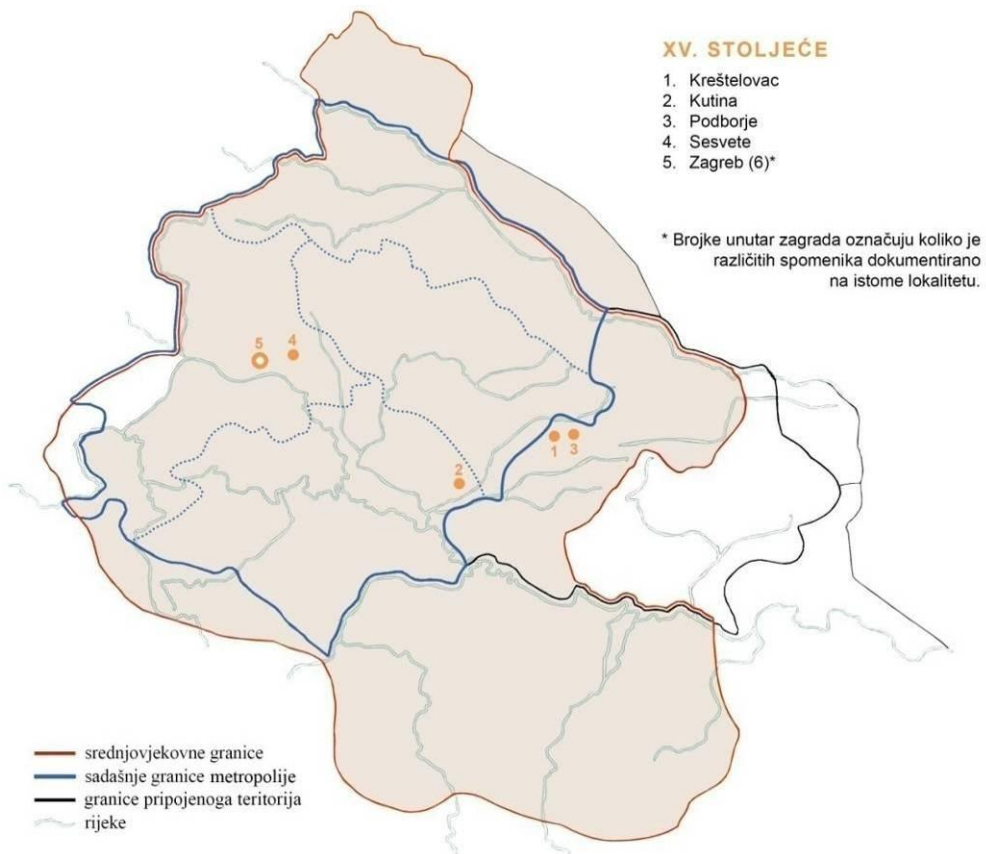 XV. STOLJEĆE
1. Kreštelovac
2. Kutina
3. Podborje
4. Sesvete
5. Zagreb (6)*
* Brojke unutar zagrada označuju koliko je
različitih spomenika dokumentirano
na istome lokalitetu.
5
4
1
3
2
srednjovjekovne granice
sadašnje granice metropolije
granice pripojenoga teritorija
rijeke